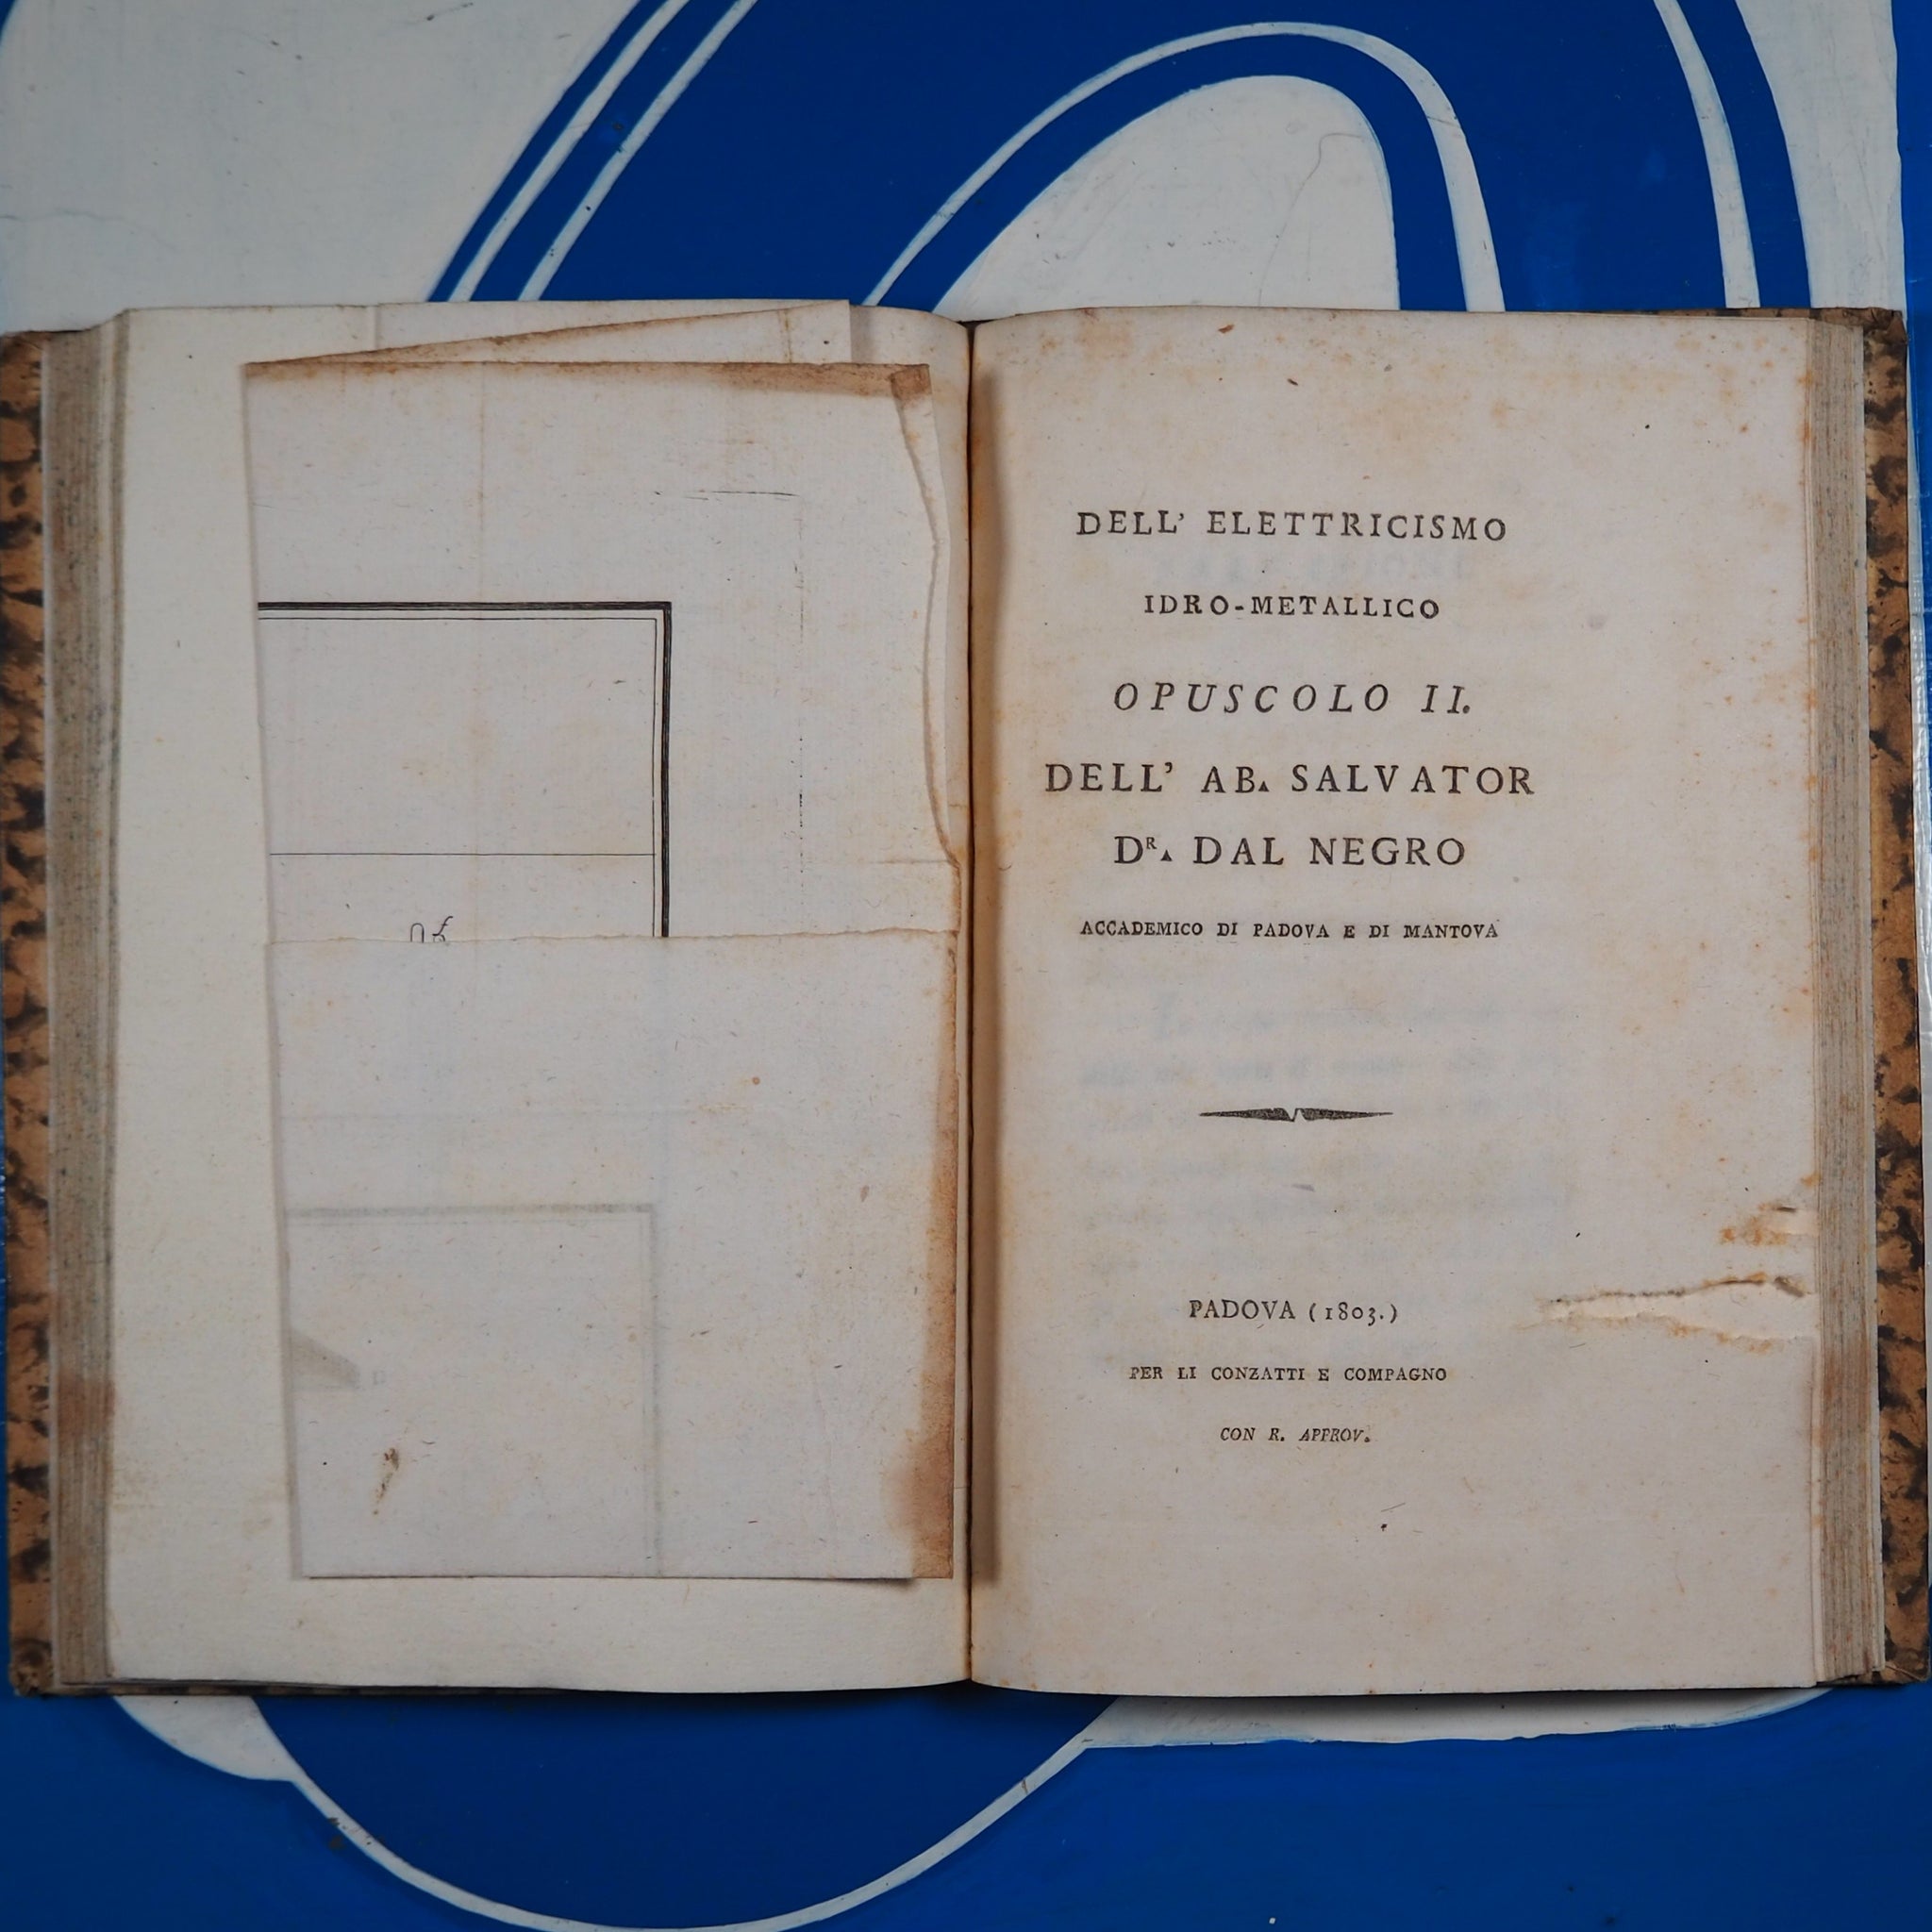 DELL' ELETTRICISMO
IDRO-METALLICO
OPUSCOLO II.
DELL' AB. SALVATOR
DR. DAL NEGRO
ACCADEMICO DI PADOVA E DI MANTOVA
PADOVA (1803.)
PER LI CONZATTI E COMPAGNO
CON R. APPROV.